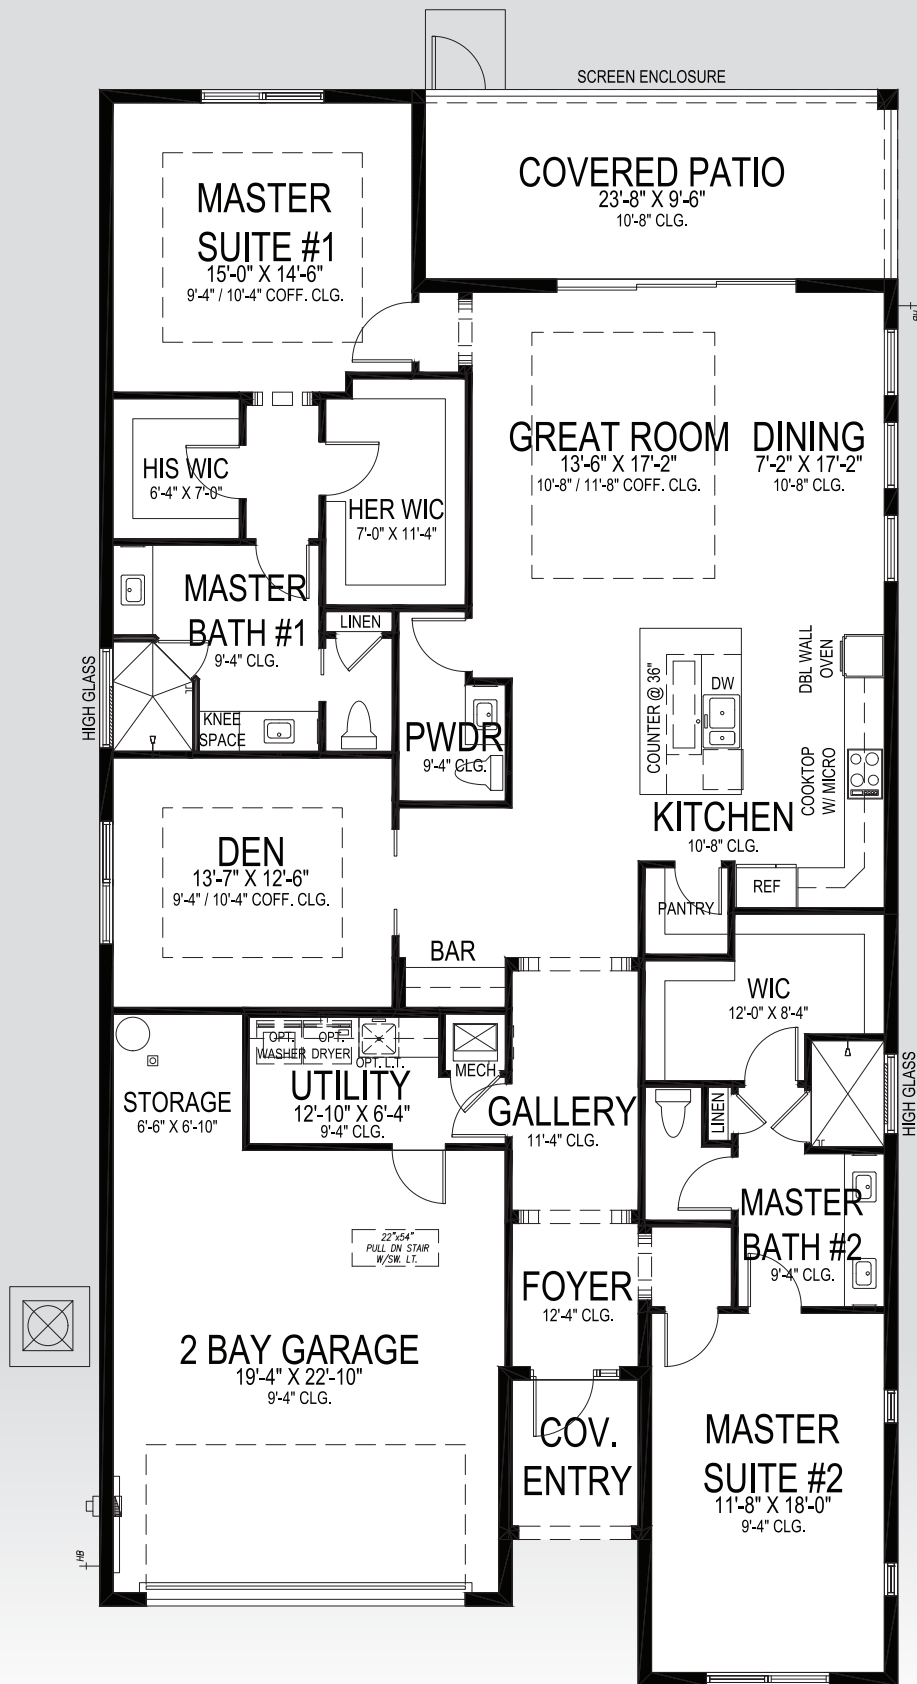 SCREEN ENCLOSURE
COVERED PATIO
23'-8" X 9'-6"
10'-8" CLG.
MASTER
SUITE #1
15'-0" X 14'-6"
9'-4" / 10'-4" COFF. CLG.
GREAT ROOM
13'-6" X 17'-2"
10'-8" / 11'-8" COFF. CLG.
DINING
7'-2" X 17'-2"
10'-8" CLG.
HIS WIC
6'-4" X 7'-0"
HER WIC
7'-0" X 11'-4"
MASTER
BATH #1
9'-4" CLG.
LINEN
HIGH GLASS
KNEE
SPACE
PWDR
9'-4" CLG.
COUNTER @ 36"
DW
DBL WALL
OVEN
COOKTOP
W/ MICRO
KITCHEN
10'-8" CLG.
DEN
13'-7" X 12'-6"
9'-4" / 10'-4" COFF. CLG.
REF
PANTRY
BAR
WIC
12'-0" X 8'-4"
OPT.
WASHER
OPT.
DRYER
OPT. L.T.
MECH.
UTILITY
12'-10" X 6'-4"
9'-4" CLG.
STORAGE
6'-6" X 6'-10"
GALLERY
11'-4" CLG.
LINEN
HIGH GLASS
MASTER
BATH #2
9'-4" CLG.
22"x54"
PULL DN STAIR
W/SW. LT.
FOYER
12'-4" CLG.
2 BAY GARAGE
19'-4" X 22'-10"
9'-4" CLG.
COV.
ENTRY
MASTER
SUITE #2
11'-8" X 18'-0"
9'-4" CLG.
HB